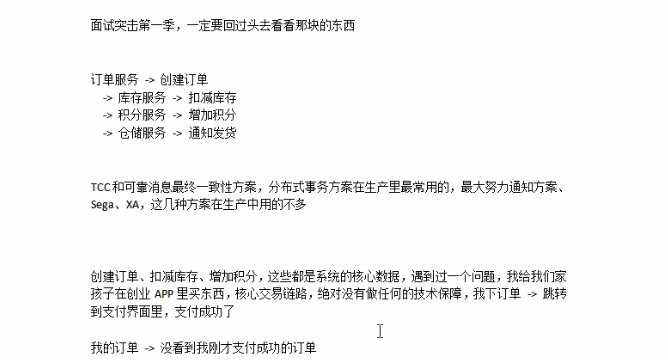 面试突击第一季，一定要回过头去看看那块的东西
订单服务 -> 创建订单
-> 库存服务 -> 扣减库存
-> 积分服务 -> 增加积分
-> 仓储服务 -> 通知发货
TCC和可靠消息最终一致性方案，分布式事务方案在生产里最常用的，最大努力通知方案、
Sega、XA，这几种方案在生产中用的不多
创建订单、扣减库存、增加积分，这些都是系统的核心数据，遇到过一个问题，我给我们家
孩子在创业 APP 里买东西，核心交易链路，绝对没有做任何的技术保障，我下订单 -> 跳转
到支付界面里，支付成功了
我的订单 -> 没看到我刚才支付成功的订单